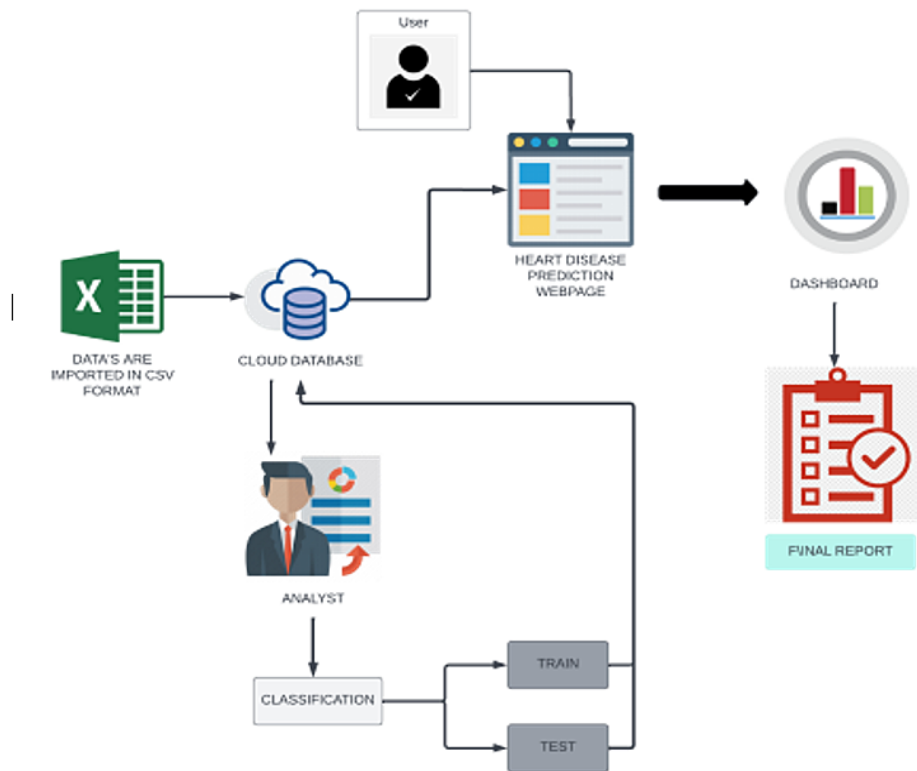 User
HEART DISEASE
PREDICTION
WEBPAGE
DASHBOARD
X
DATA'S ARE
IMPORTED IN CSV
FORMAT
CLOUD DATABASE
FINAL REPORT
ANALYST
CLASSIFICATION
TRAIN
TEST